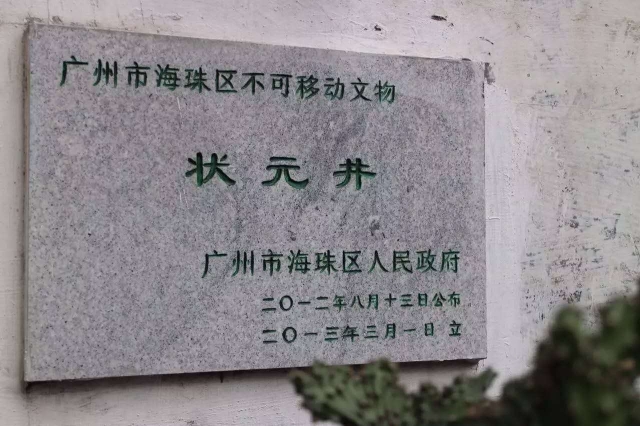 广州市海珠区不可移动文物
状元井
广州市海珠区人民政府
二〇一二年八月十三日公布
二〇一三年三月一日 立